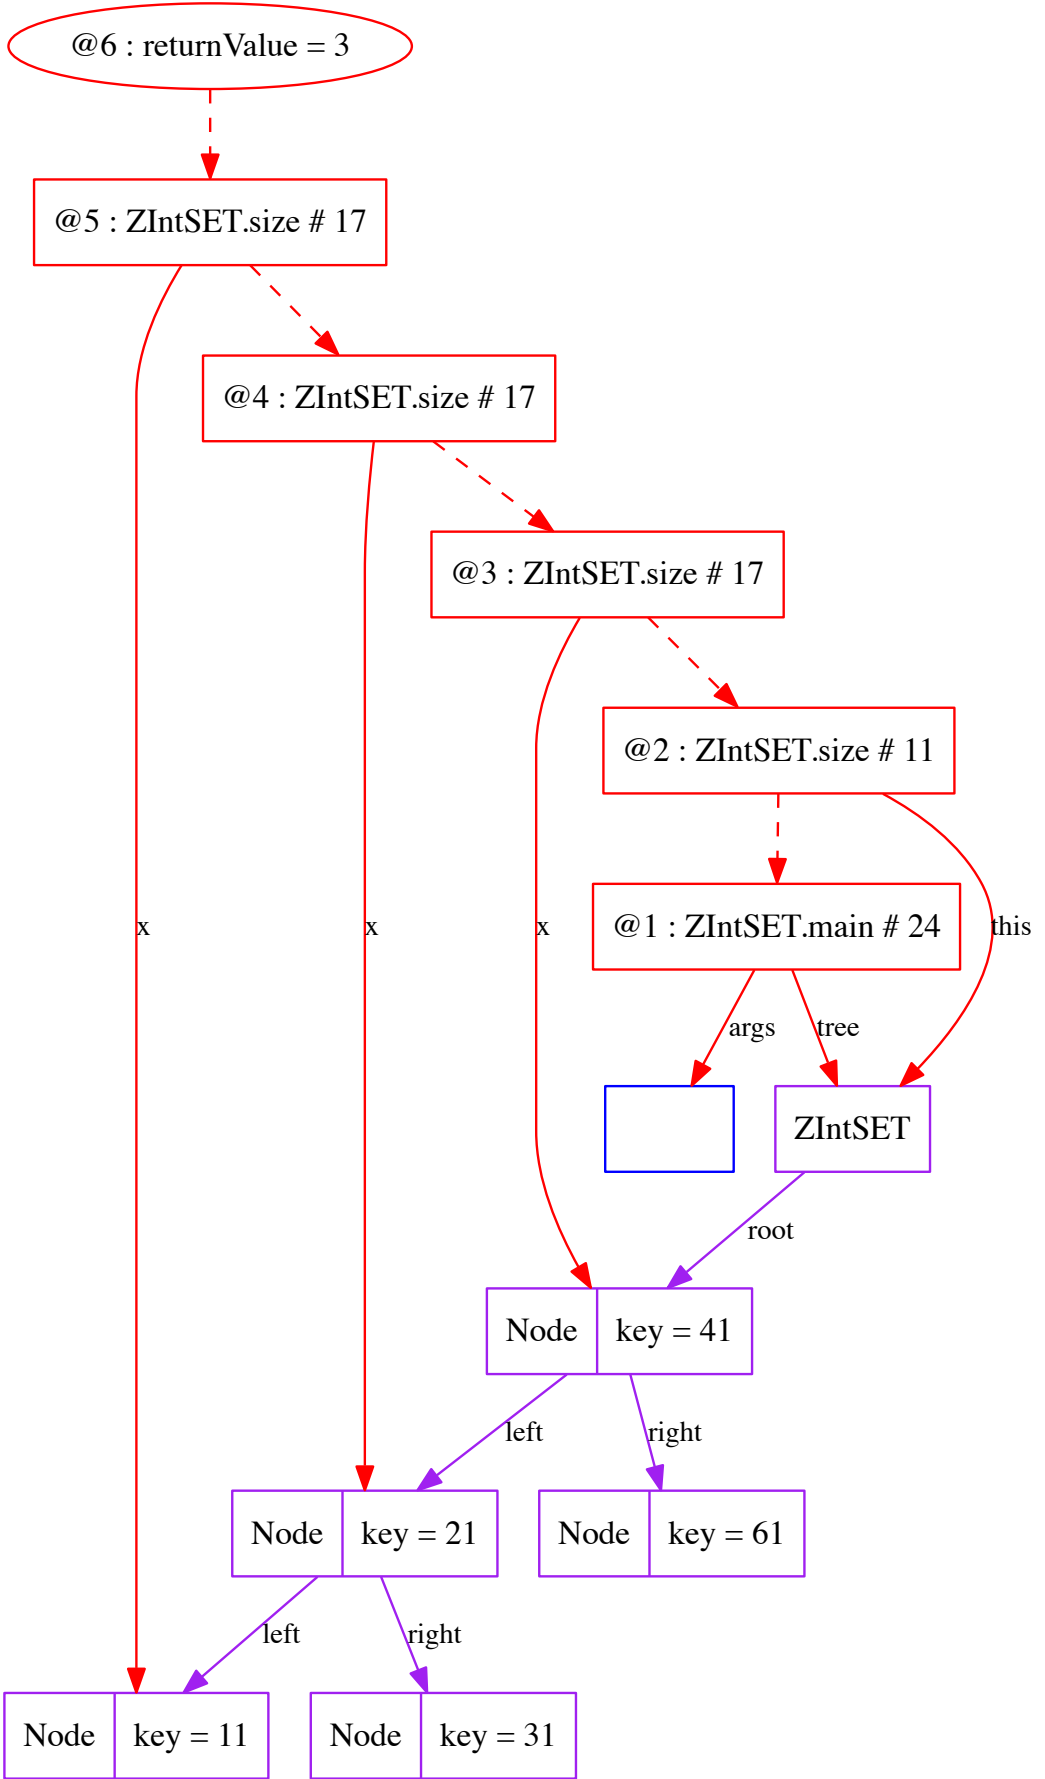 @6 : returnValue = 3
@5 : ZIntSET.size # 17
@4 : ZIntSET.size # 17
@3 : ZIntSET.size # 17
@2 : ZIntSET.size # 11
x
x
x
@1 : ZIntSET.main # 24
this
args
tree
ZIntSET
root
Node
key = 41
left
right
Node
key = 21
Node
key = 61
left
right
Node
key = 11
Node
key = 31